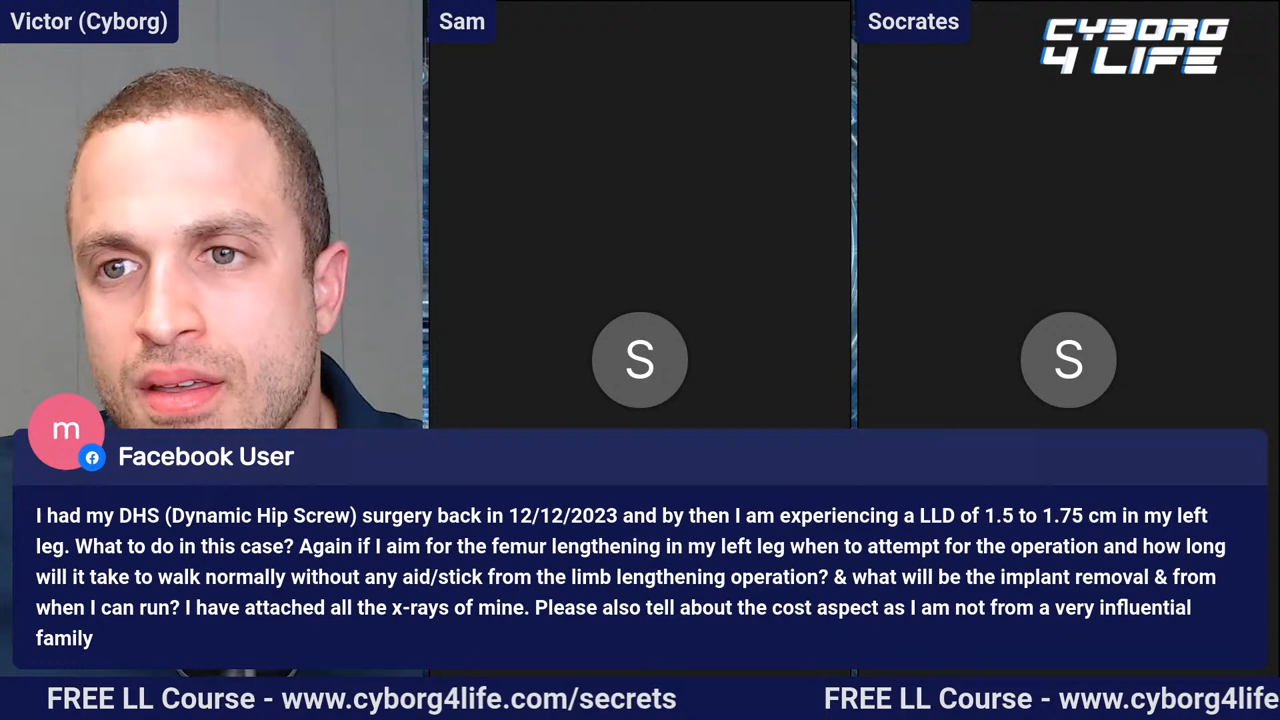 Victor (Cyborg)
Sam
Socrates
CYBORG
4 LIFE
S
S
m
Facebook User
I had my DHS (Dynamic Hip Screw) surgery back in 12/12/2023 and by then I am experiencing a LLD of 1.5 to 1.75 cm in my left
leg. What to do in this case? Again if I aim for the femur lengthening in my left leg when to attempt for the operation and how long
will it take to walk normally without any aid/stick from the limb lengthening operation? & what will be the implant removal & from
when I can run? I have attached all the x-rays of mine. Please also tell about the cost aspect as I am not from a very influential
family
FREE LL Course - www.cyborg4life.com/secrets
FREE LL Course - www.cyborg4life